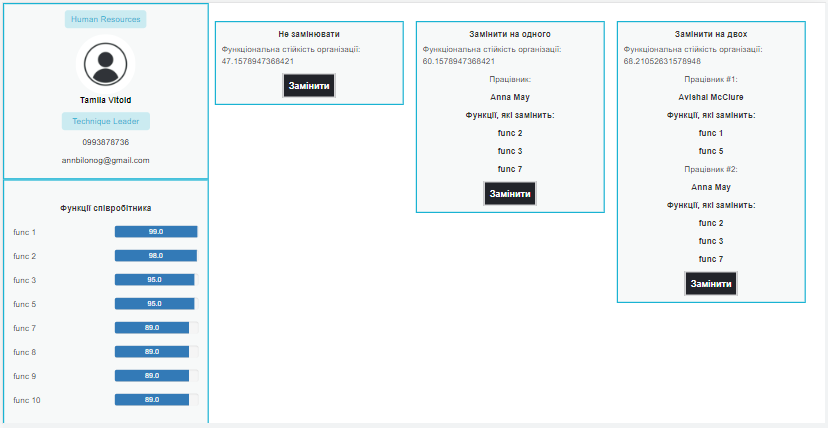 Human Resources
Tamila Vitold
Technique Leader
0993878736
annbilonog@gmail.com
Функції співробітника
func 1 99.0
func 2 98.0
func 3 95.0
func 5 95.0
func 7 89.0
func 8 89.0
func 9 89.0
func 10 89.0
Не замінювати
Функціональна стійкість організації:
47.1578947368421
Замінити
Замінити на одного
Функціональна стійкість організації:
60.1578947368421
Працівник:
Anna May
Функції, які замінить:
func 2
func 3
func 7
Замінити
Замінити на двох
Функціональна стійкість організації:
68.21052631578948
Працівник #1:
Avishai McClure
Функції, які замінить:
func 1
func 5
Працівник #2:
Anna May
Функції, які замінить:
func 2
func 3
func 7
Замінити